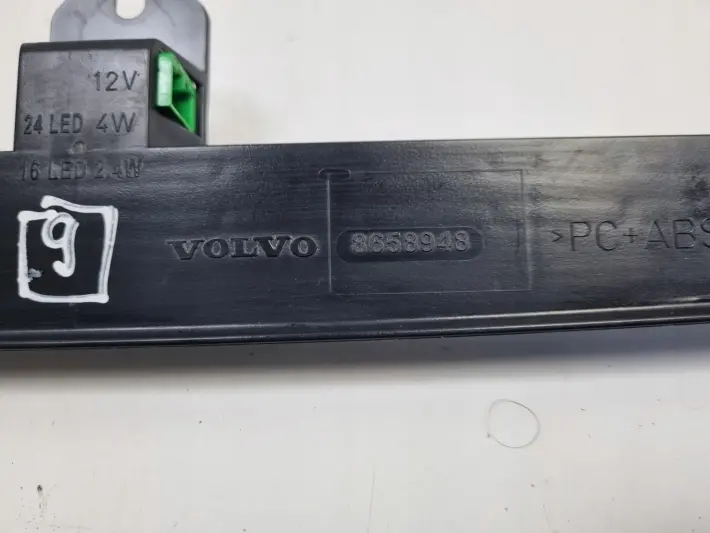 12V
24 LED 4W
16 LED 2.4W
9
VOLVO 8658948 >PC+ABS